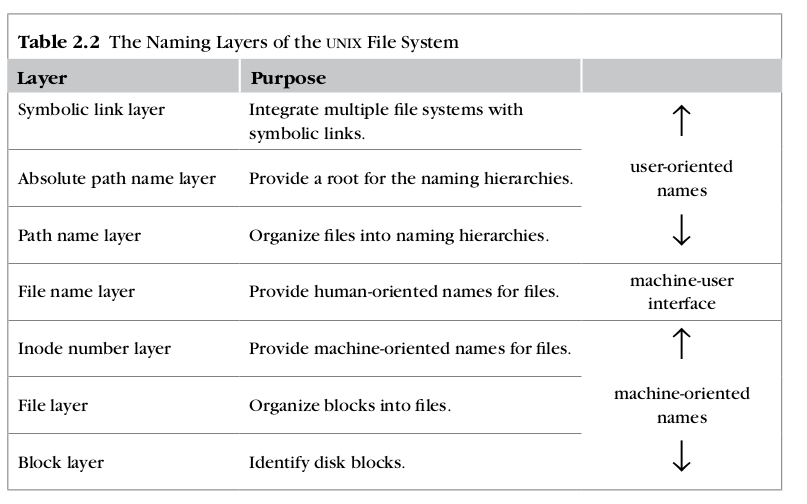 Table 2.2 The Naming Layers of the UNIX File System
Layer Purpose
Symbolic link layer Integrate multiple file systems with
symbolic links.
↑
Absolute path name layer Provide a root for the naming hierarchies. user-oriented
names
Path name layer Organize files into naming hierarchies. ↓
File name layer Provide human-oriented names for files. machine-user
interface
Inode number layer Provide machine-oriented names for files. ↑
File layer Organize blocks into files. machine-oriented
names
Block layer Identify disk blocks. ↓